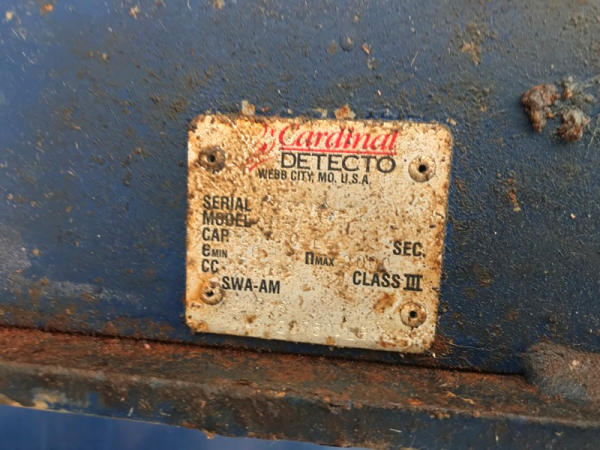 Cardinal
DETECTO
WEBB CITY, MO. U.S.A.
SERIAL
MODEL
CAP. SEC.
eMIN nMAX
CC
SWA-AM CLASS III